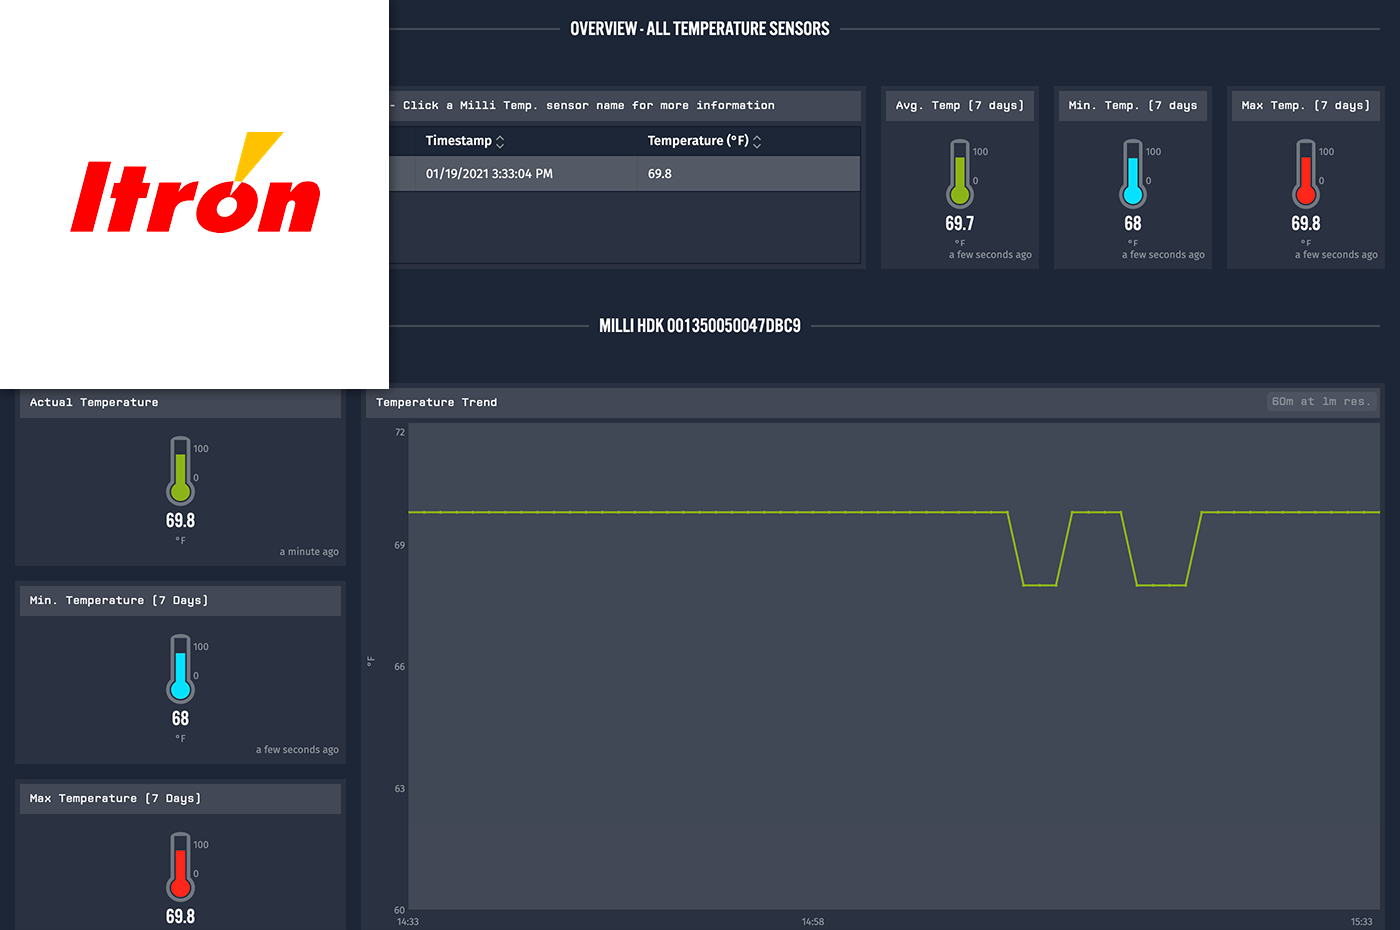 OVERVIEW - ALL TEMPERATURE SENSORS
Itron
- Click a Milli Temp. sensor name for more information
Timestamp Temperature (°F)
01/19/2021 3:33:04 PM 69.8
Avg. Temp [7 days]
100
0
69.7
°F
a few seconds ago
Min. Temp. [7 days
100
0
68
°F
a few seconds ago
Max Temp. [7 days]
100
0
69.8
°F
a few seconds ago
MILLI HDK 001350050047DBC9
Actual Temperature
100
0
69.8
°F
a minute ago
Min. Temperature [7 Days]
100
0
68
°F
a few seconds ago
Max Temperature [7 Days]
100
0
69.8
Temperature Trend
60m at 1m res.
72
69
66
63
60
°F
14:33 14:58 15:33